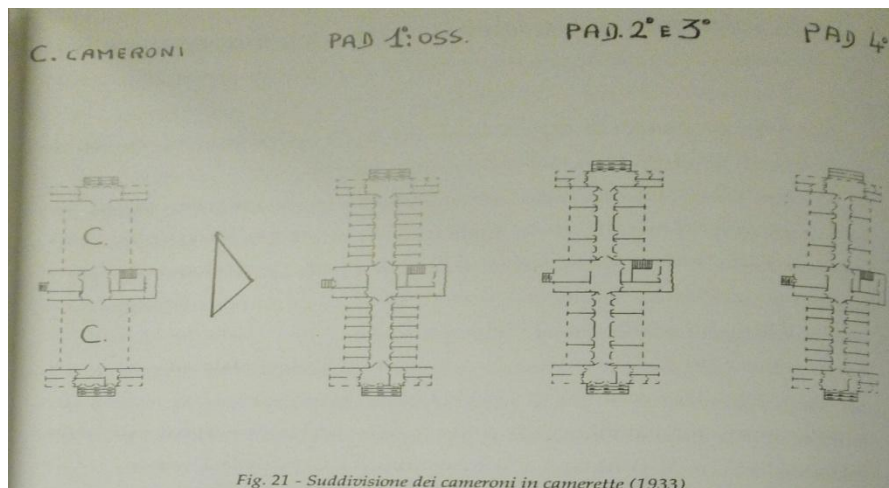 C. CAMERONI
PAD 1°: OSS.
PAD. 2° E 3°
PAD 4°
C.
C.
Fig. 21 - Suddivisione dei cameroni in camerette (1933)